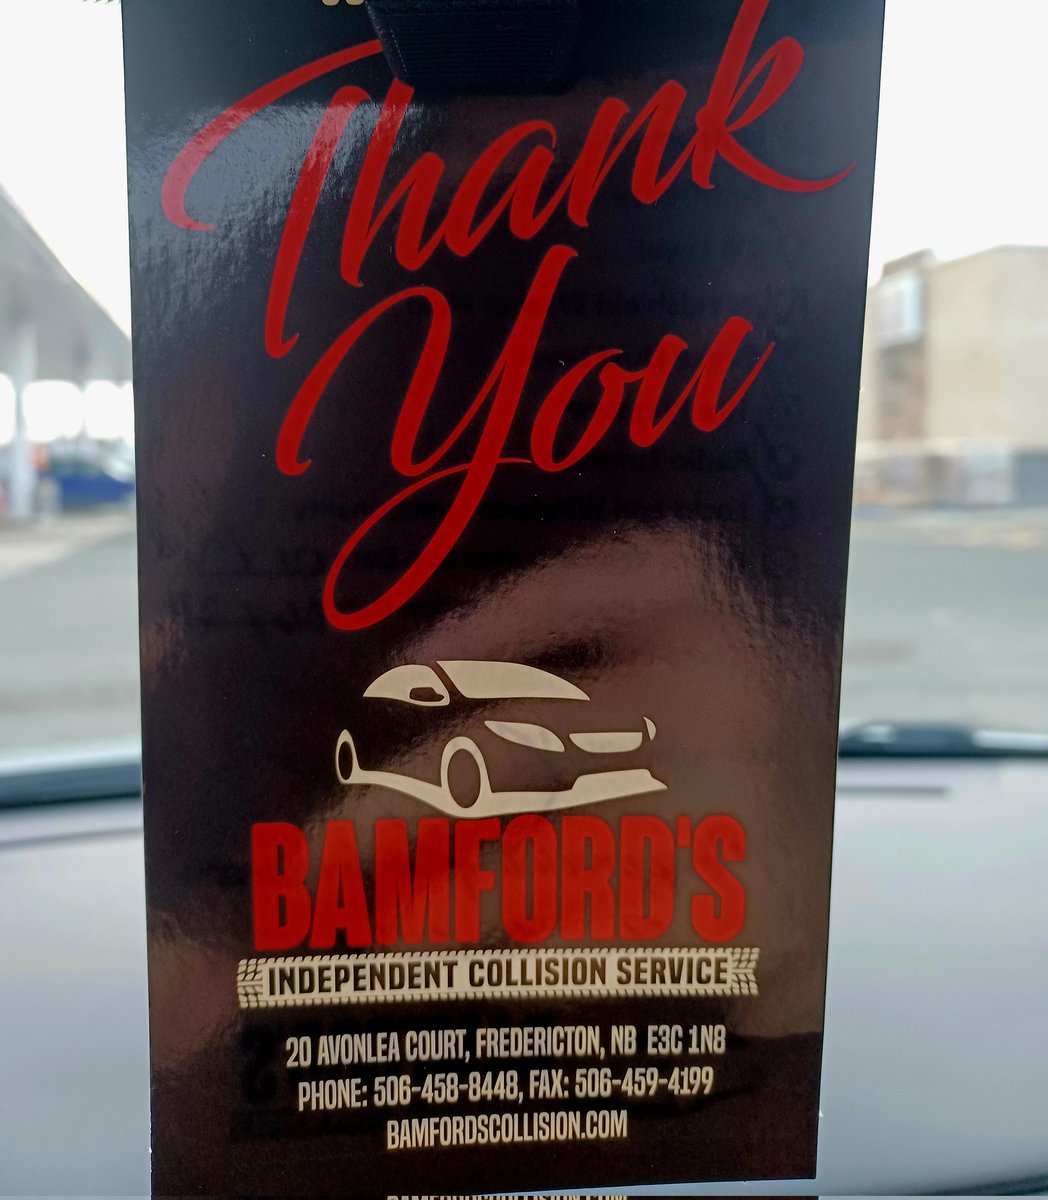 Thank
You
BAMFORD'S
INDEPENDENT COLLISION SERVICE
20 AVONLEA COURT, FREDERICTON, NB E3C 1N8
PHONE: 506-458-8448, FAX: 506-459-4199
BAMFORDSCOLLISION.COM